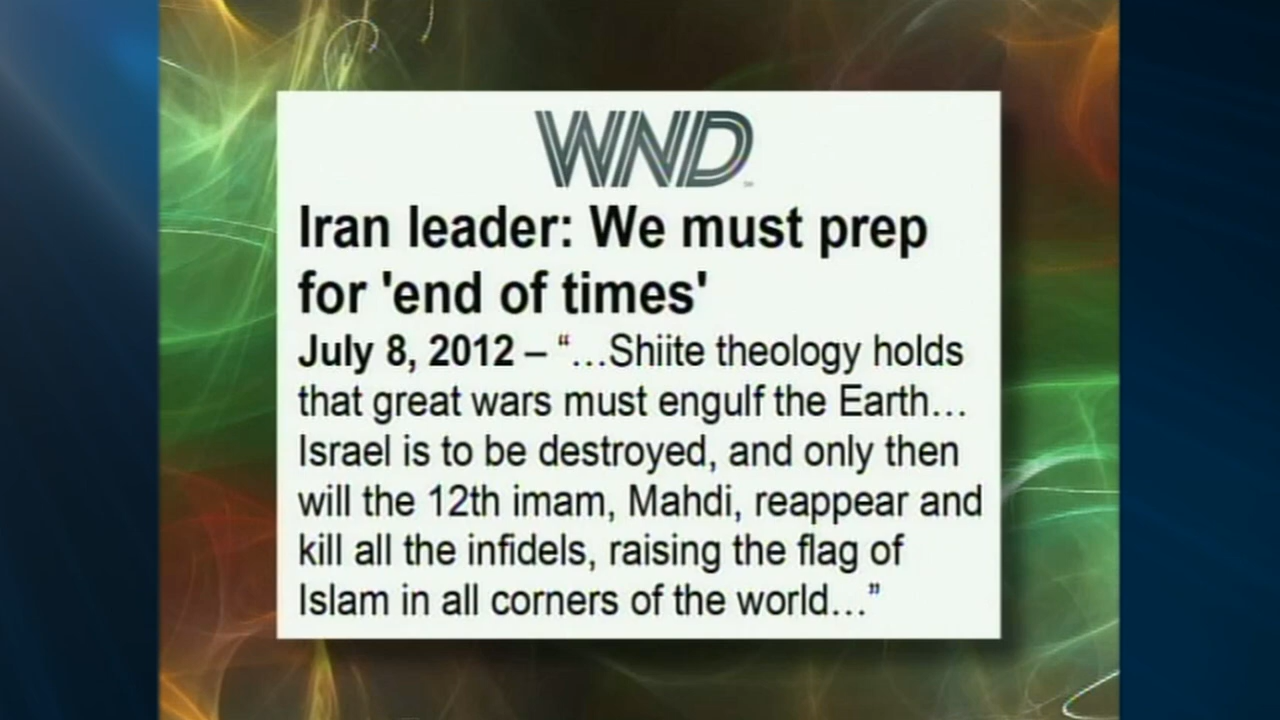 WND
Iran leader: We must prep
for 'end of times'
July 8, 2012 – “…Shiite theology holds
that great wars must engulf the Earth…
Israel is to be destroyed, and only then
will the 12th imam, Mahdi, reappear and
kill all the infidels, raising the flag of
Islam in all corners of the world…”